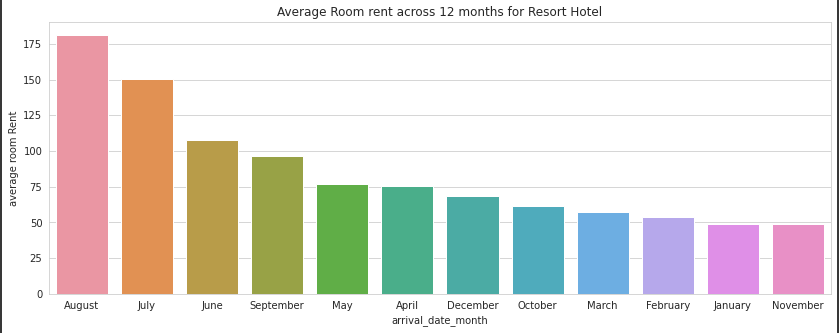 Average Room rent across 12 months for Resort Hotel
average room Rent
175
150
125
100
75
50
25
0
August July June September May April December October March February January November
arrival_date_month